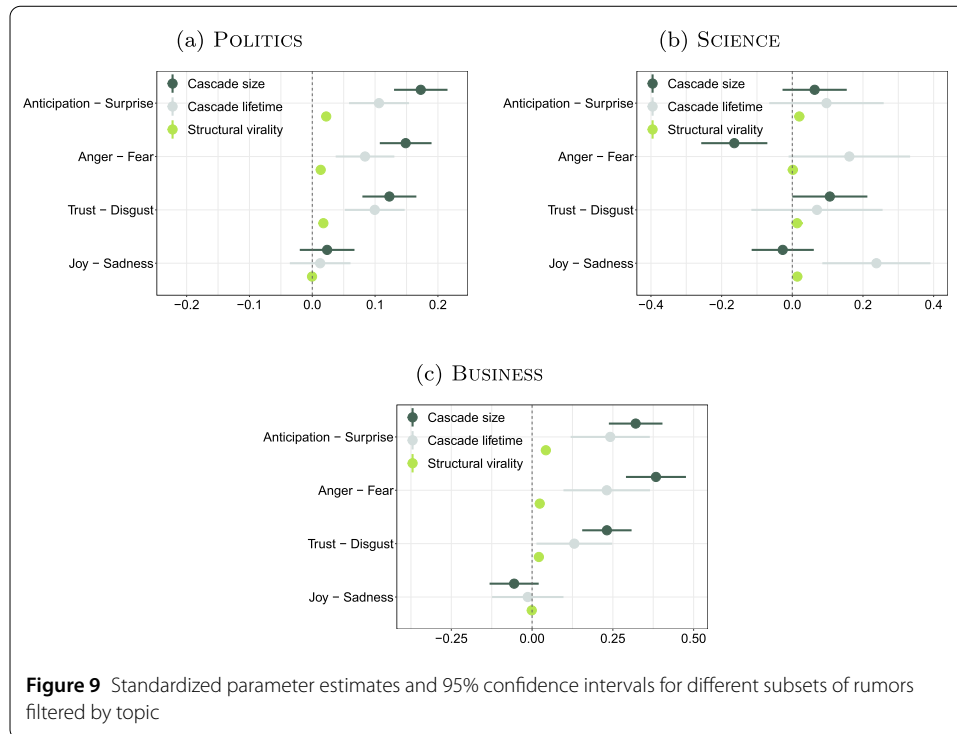 (a) POLITICS
Cascade size
Cascade lifetime
Structural virality
Anticipation − Surprise
Anger − Fear
Trust − Disgust
Joy − Sadness
−0.2 −0.1 0.0 0.1 0.2
(b) SCIENCE
Cascade size
Cascade lifetime
Structural virality
Anticipation − Surprise
Anger − Fear
Trust − Disgust
Joy − Sadness
−0.4 −0.2 0.0 0.2 0.4
(c) BUSINESS
Cascade size
Cascade lifetime
Structural virality
Anticipation − Surprise
Anger − Fear
Trust − Disgust
Joy − Sadness
−0.25 0.00 0.25 0.50
Figure 9 Standardized parameter estimates and 95% confidence intervals for different subsets of rumors
filtered by topic